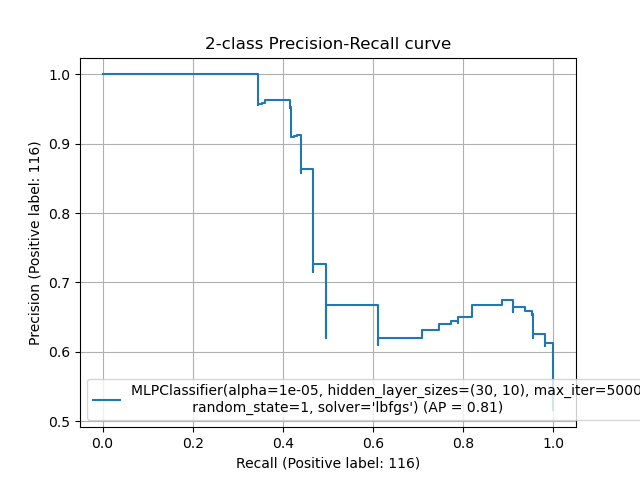 2-class Precision-Recall curve
1.0
0.9
0.8
0.7
0.6
0.5
Precision (Positive label: 116)
MLPClassifier(alpha=1e-05, hidden_layer_sizes=(30, 10), max_iter=5000
random_state=1, solver='lbfgs') (AP = 0.81)
0.0 0.2 0.4 0.6 0.8 1.0
Recall (Positive label: 116)